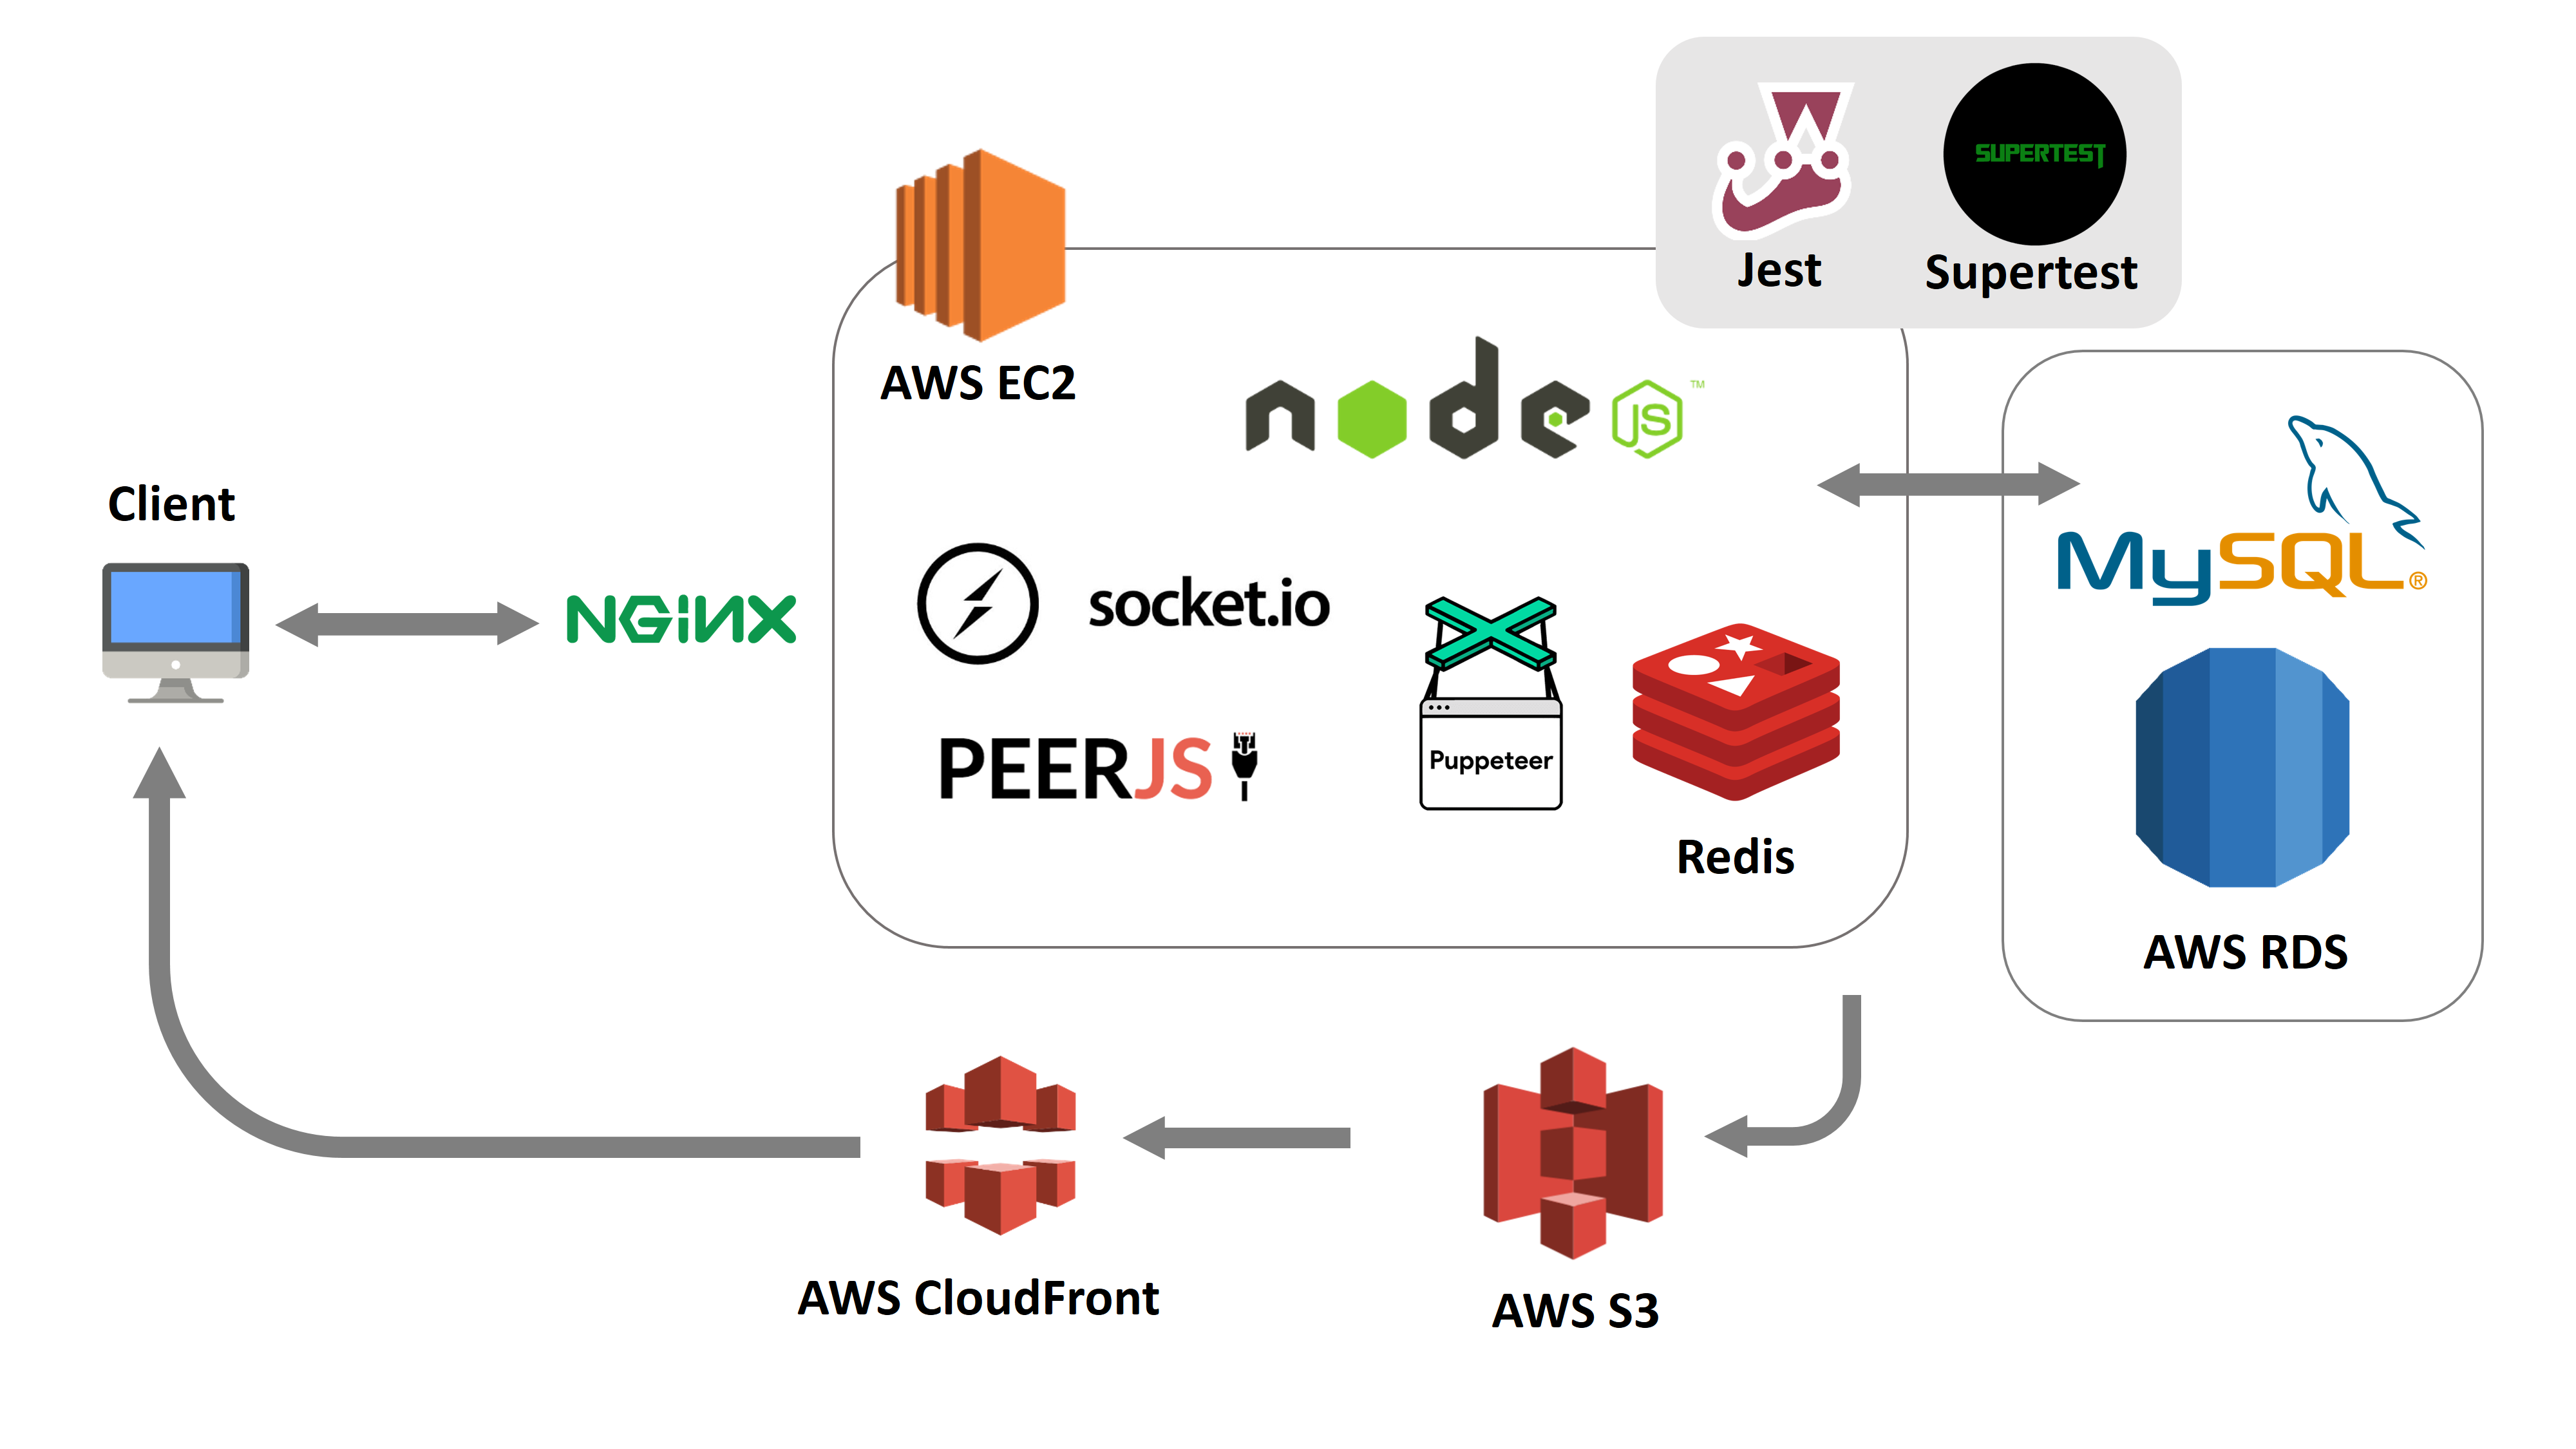 SUPERTEST
Jest
Supertest
AWS EC2
node JS ™
Client
MySQL®
NGiNX
socket.io
PEERJS
Puppeteer
Redis
AWS RDS
AWS CloudFront
AWS S3